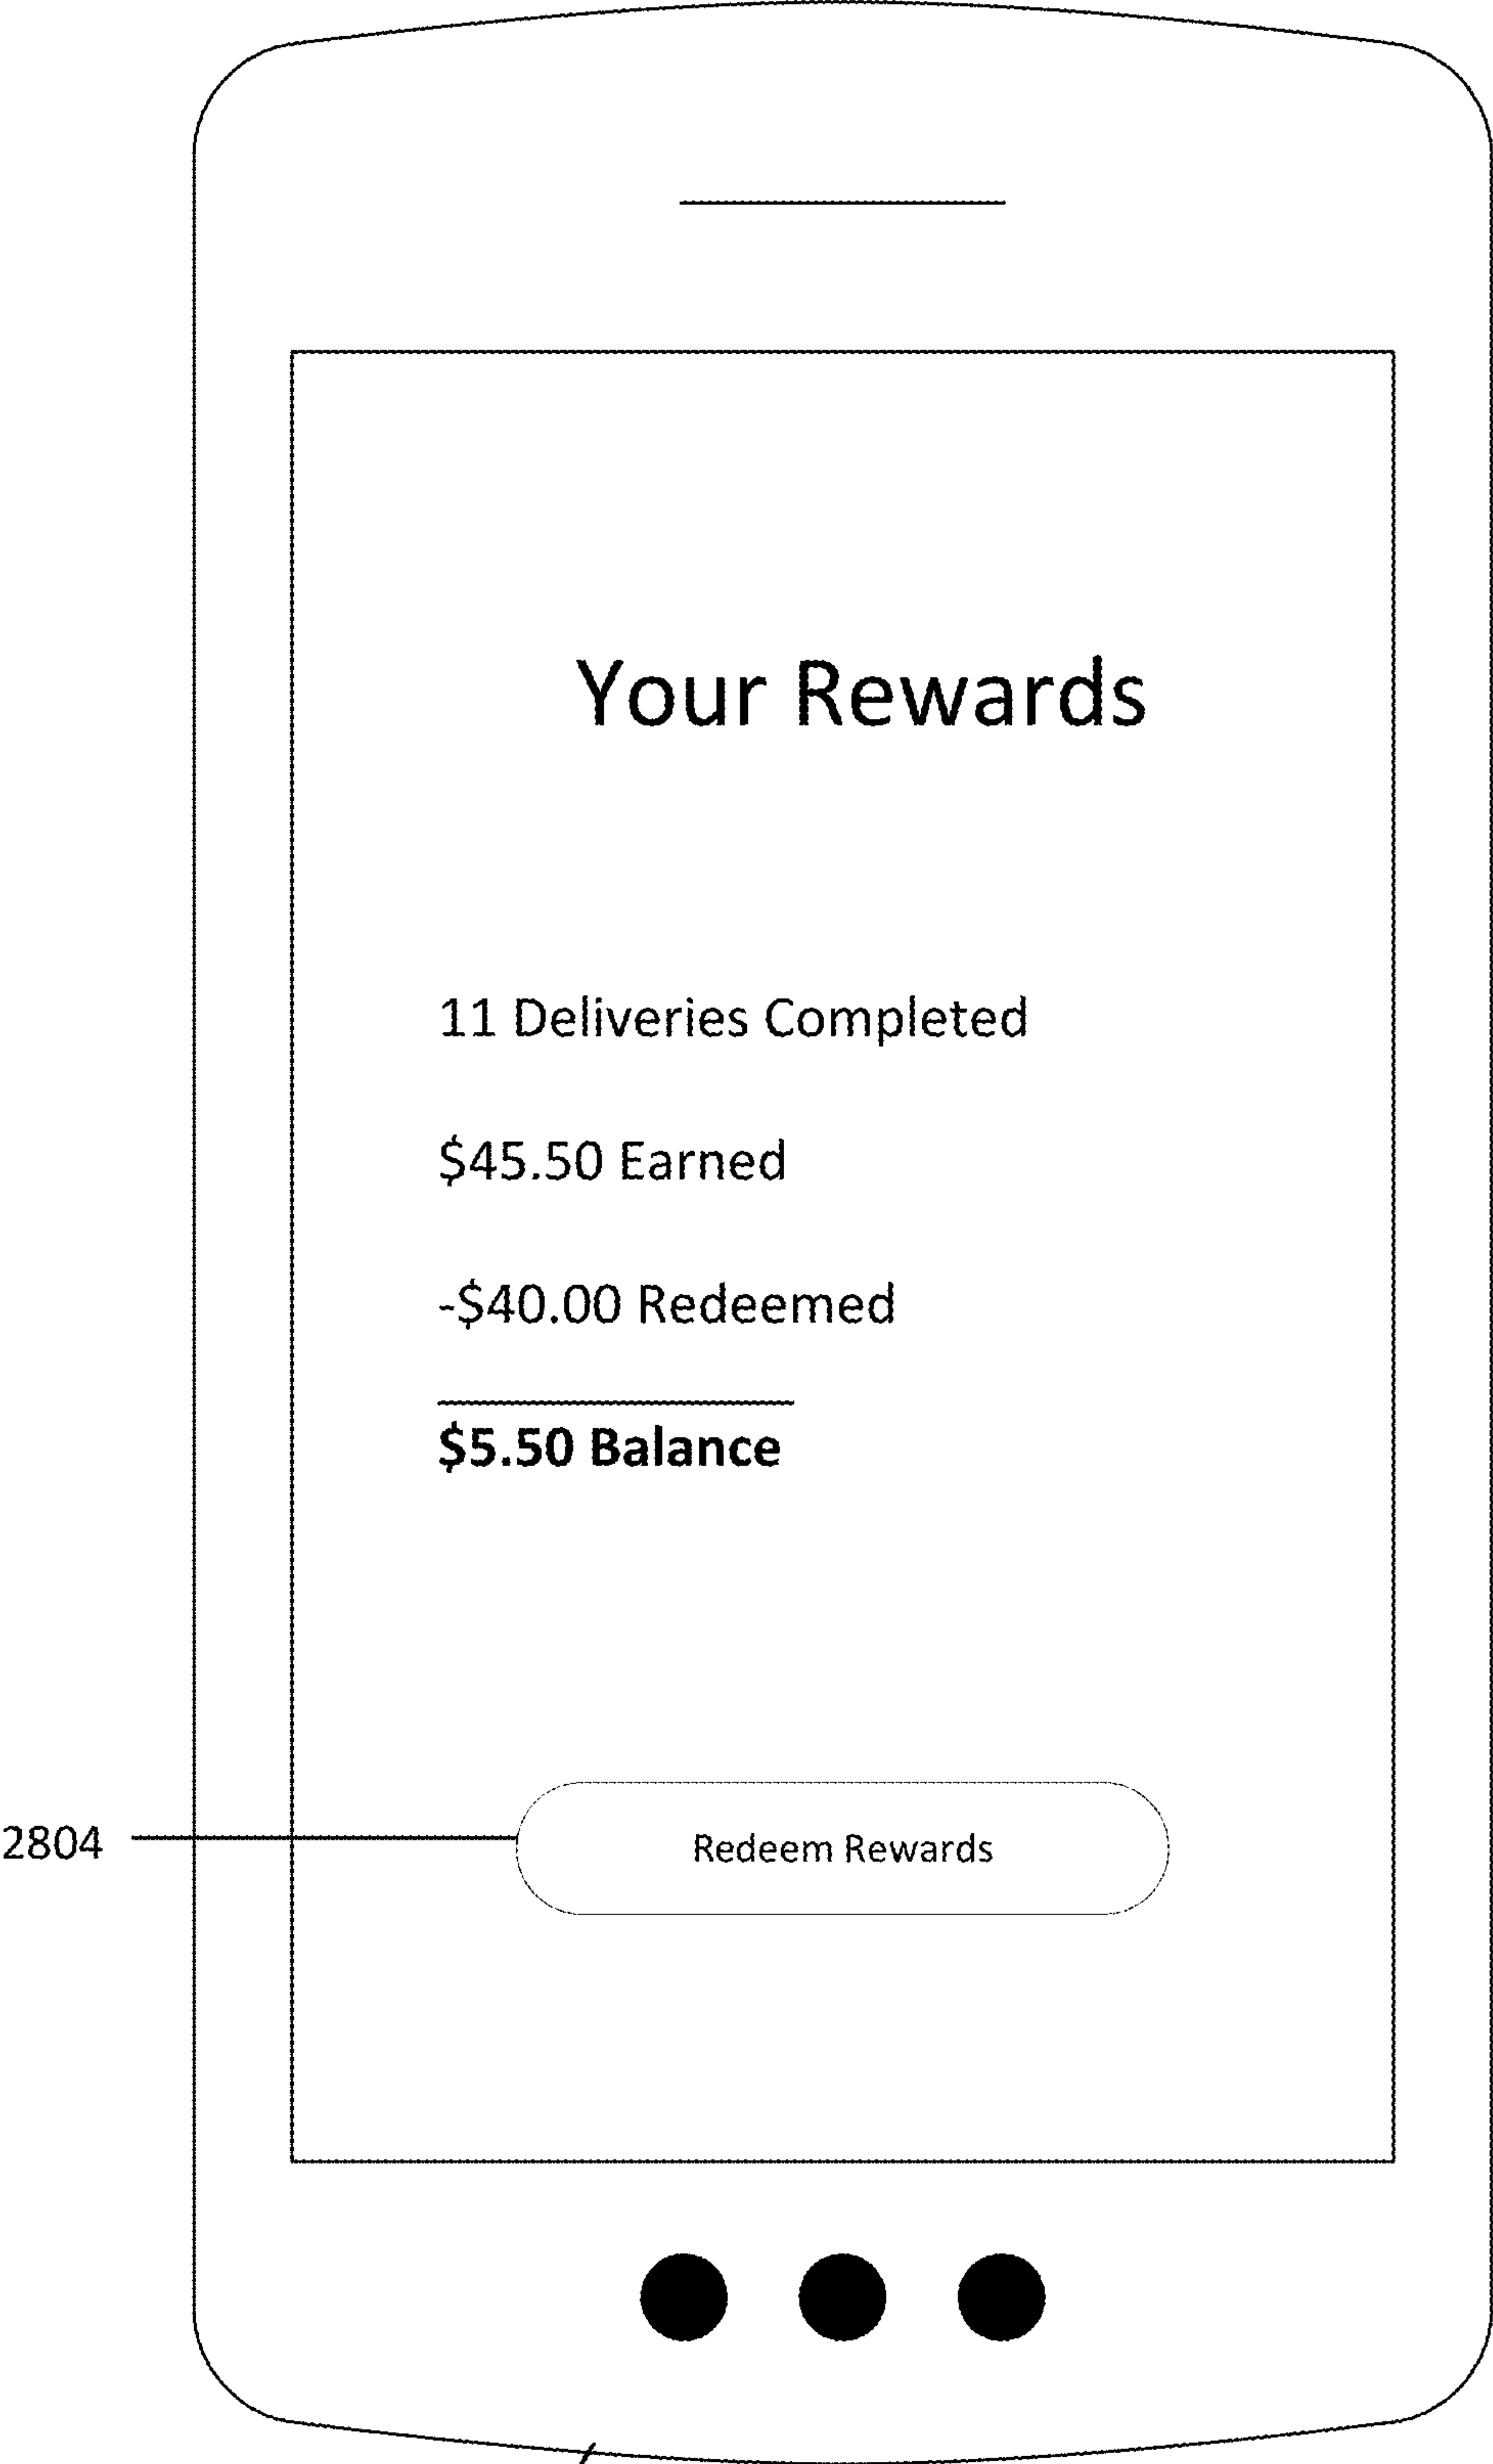 Your Rewards
11 Deliveries Completed
$45.50 Earned
-$40.00 Redeemed
$5.50 Balance
2804
Redeem Rewards